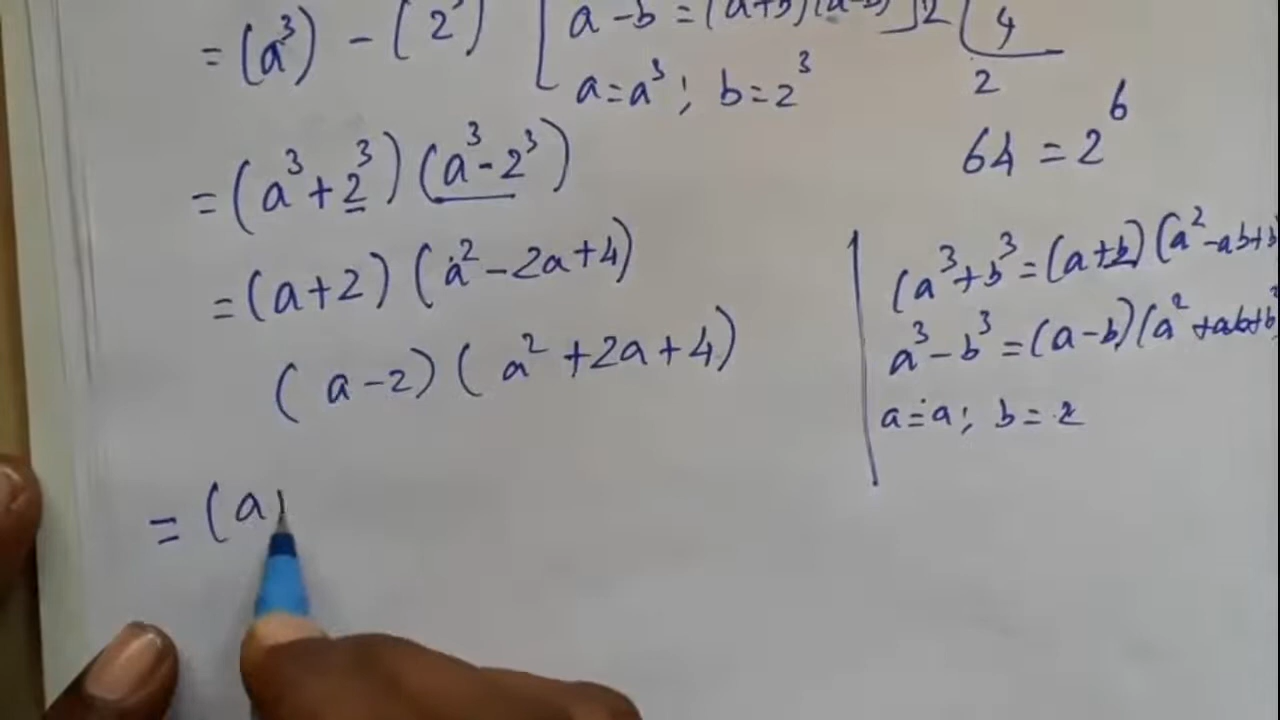 = (a³) - (2³) [ a - b = (a+b)(a-b) ] 2 | 4
a = a³ ; b = 2³ 2
64 = 2⁶
= (a³ + 2³) (a³ - 2³)
= (a+2) (a² - 2a + 4)
(a-2) (a² + 2a + 4)
(a³ + b³ = (a+b) (a² - ab + b
a³ - b³ = (a-b) (a² + ab + b²
a = a ; b = 2
= (a